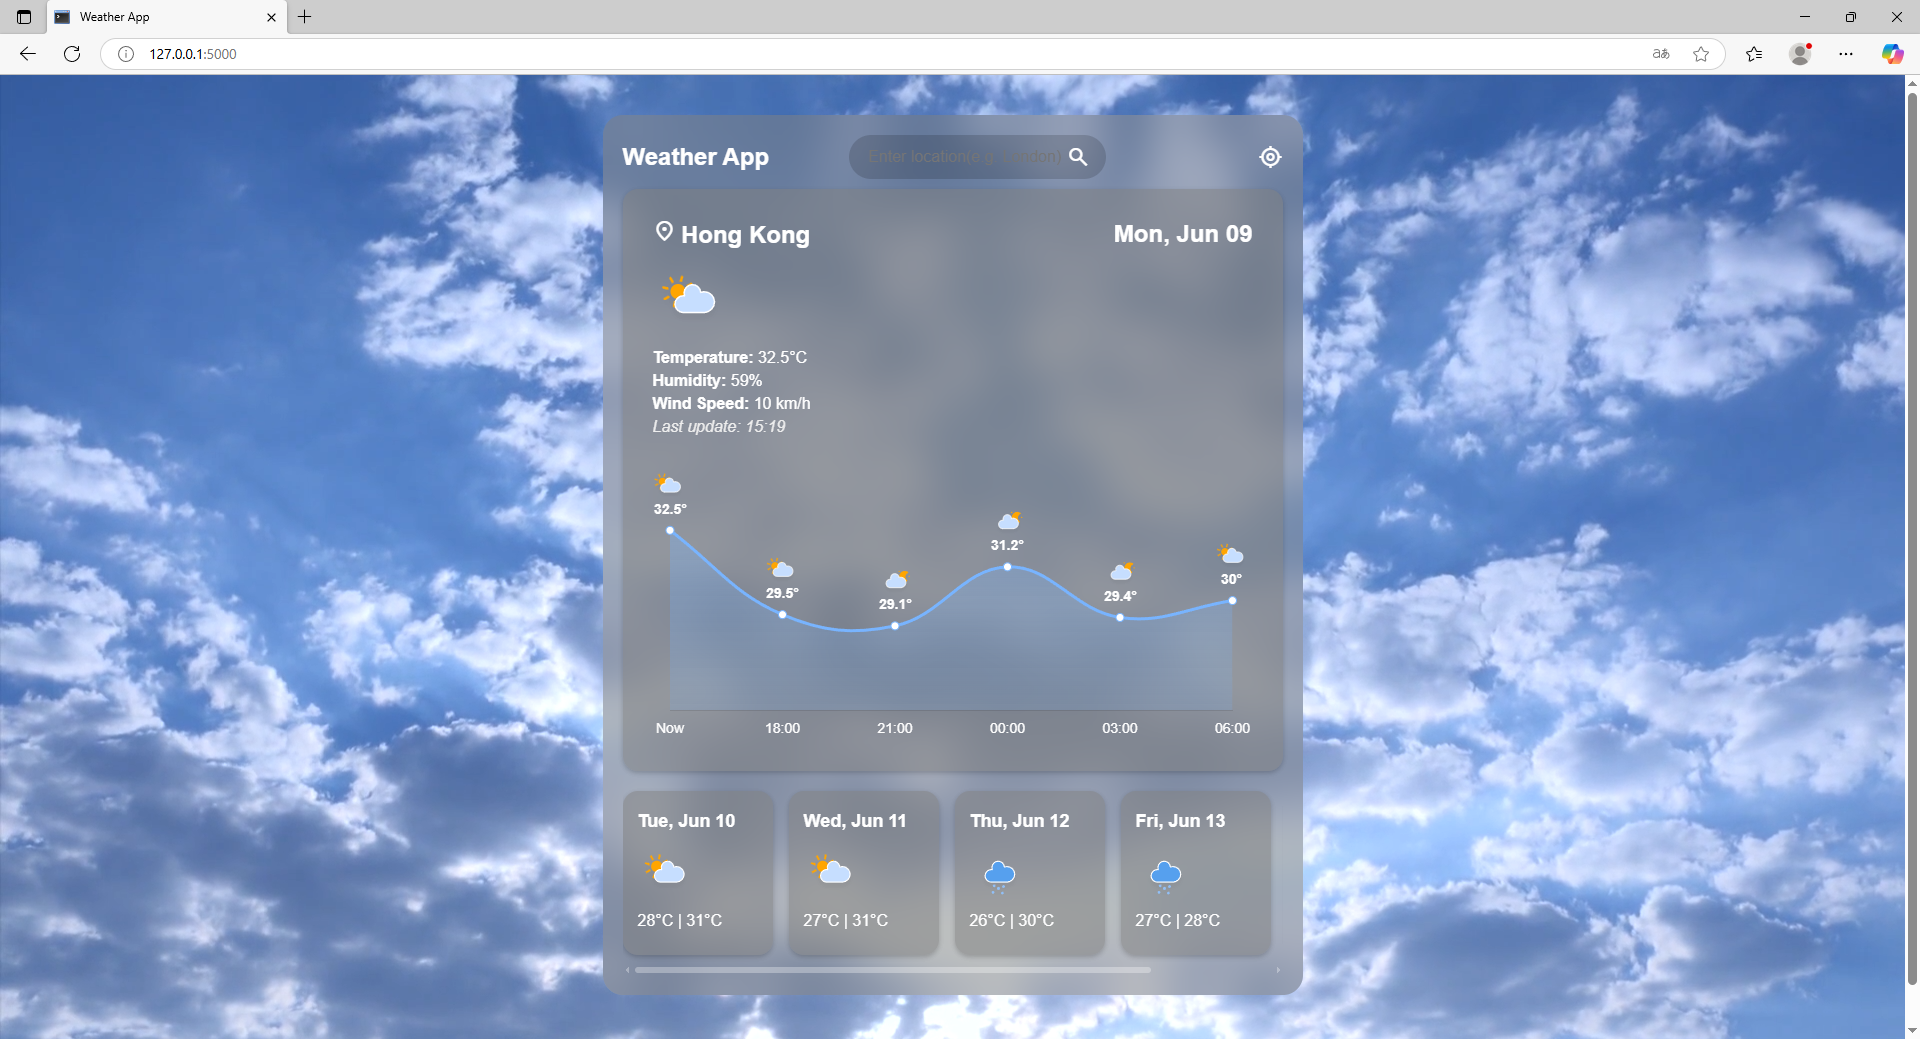 Weather App
127.0.0.1:5000
Weather App
Enter location(e.g. London)
Hong Kong
Mon, Jun 09
Temperature: 32.5°C
Humidity: 59%
Wind Speed: 10 km/h
Last update: 15:19
32.5°
29.5°
29.1°
31.2°
29.4°
30°
Now 18:00 21:00 00:00 03:00 06:00
Tue, Jun 10
28°C | 31°C
Wed, Jun 11
27°C | 31°C
Thu, Jun 12
26°C | 30°C
Fri, Jun 13
27°C | 28°C